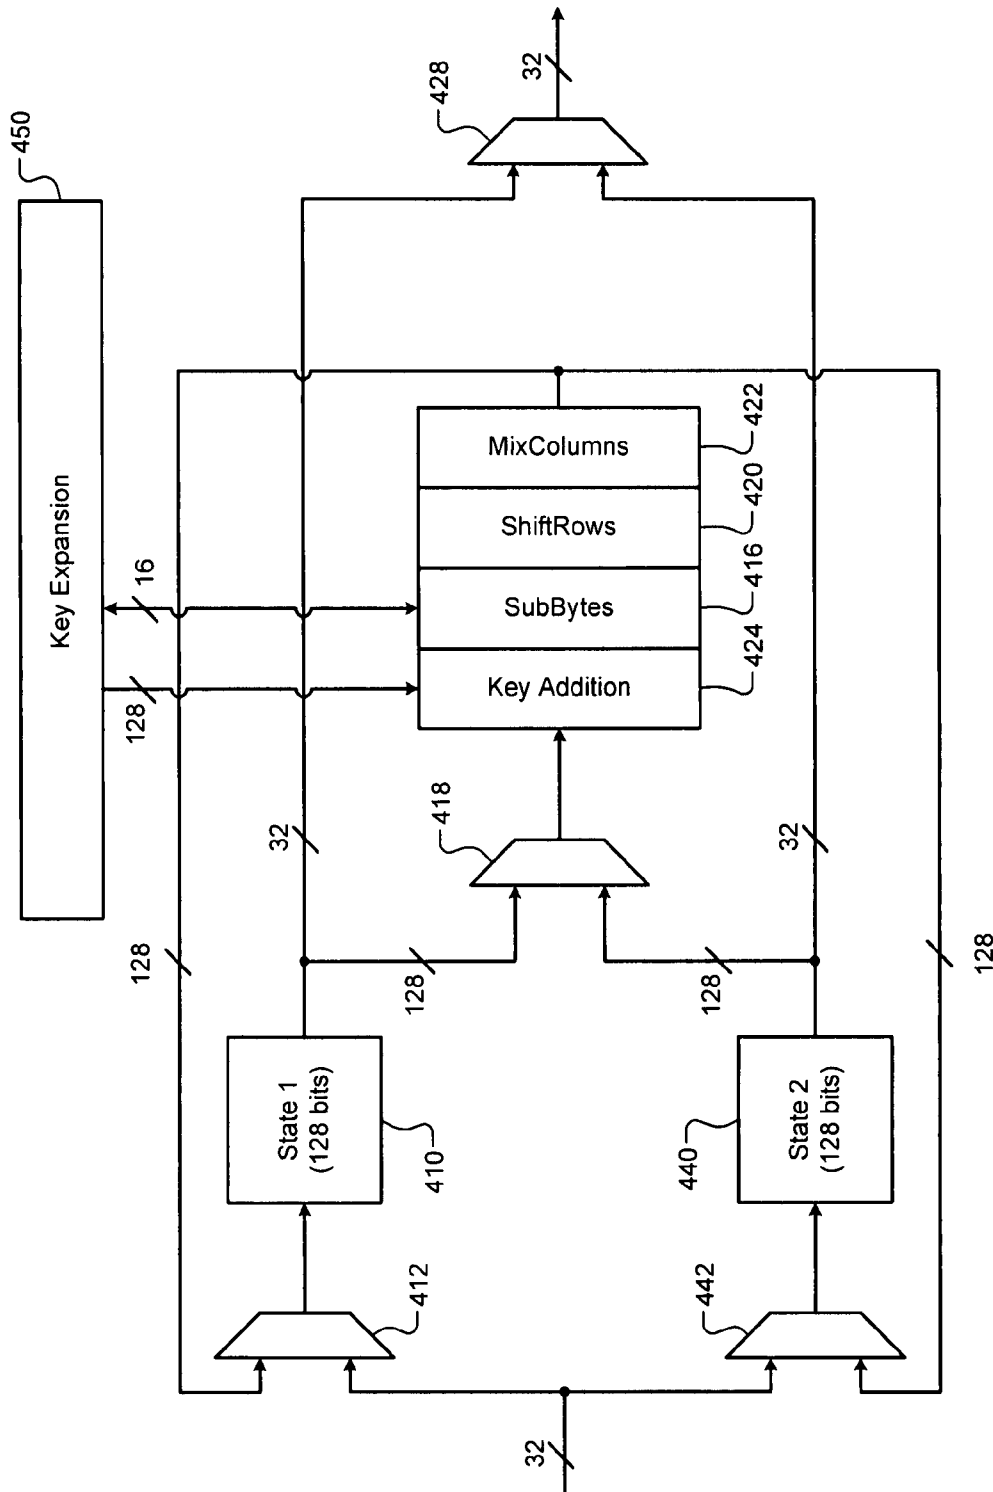 450
Key Expansion
128
16
128
128
State 1
(128 bits)
410
412
32
32
128
128
418
Key Addition
SubBytes
ShiftRows
MixColumns
424
416
420
422
428
32
State 2
(128 bits)
440
442
32
128